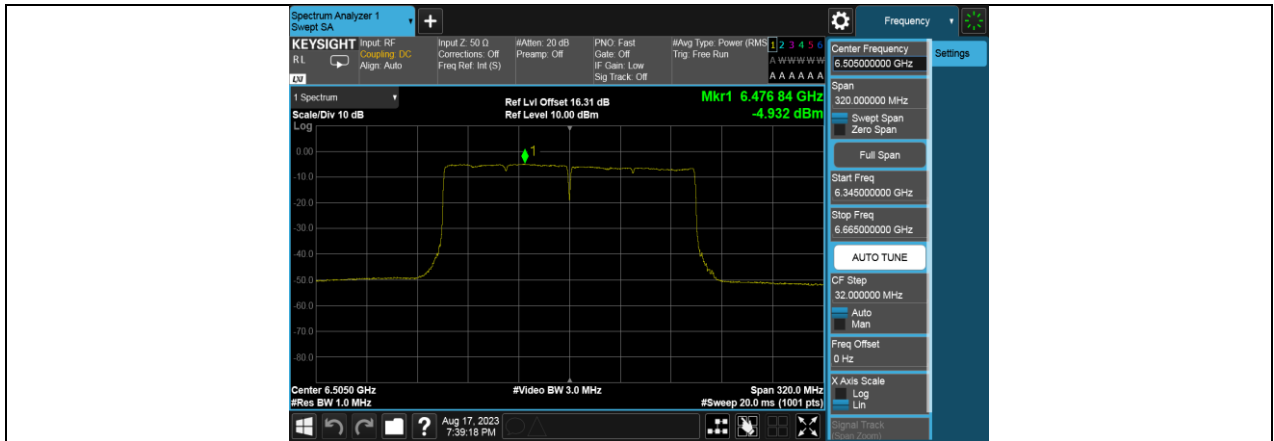 Spectrum Analyzer 1
Swept SA
+
Frequency
KEYSIGHT
RL
LXI
Input: RF
Coupling: DC
Align: Auto
Input Z: 50 Ω
Corrections: Off
Freq Ref: Int (S)
#Atten: 20 dB
Preamp: Off
PNO: Fast
Gate: Off
IF Gain: Low
Sig Track: Off
#Avg Type: Power (RMS
Trig: Free Run
1 2 3 4 5 6
A W W W W W
A A A A A A
1 Spectrum
Scale/Div 10 dB
Log
Ref Lvl Offset 16.31 dB
Ref Level 10.00 dBm
Mkr1 6.476 84 GHz
-4.932 dBm
1
0.00
-10.0
-20.0
-30.0
-40.0
-50.0
-60.0
-70.0
-80.0
Center 6.5050 GHz
#Res BW 1.0 MHz
#Video BW 3.0 MHz
Span 320.0 MHz
#Sweep 20.0 ms (1001 pts)
?
Aug 17, 2023
7:39:18 PM
Center Frequency
6.505000000 GHz
Settings
Span
320.000000 MHz
Swept Span
Zero Span
Full Span
Start Freq
6.345000000 GHz
Stop Freq
6.665000000 GHz
AUTO TUNE
CF Step
32.000000 MHz
Auto
Man
Freq Offset
0 Hz
X Axis Scale
Log
Lin
Signal Track
(Span Zoom)